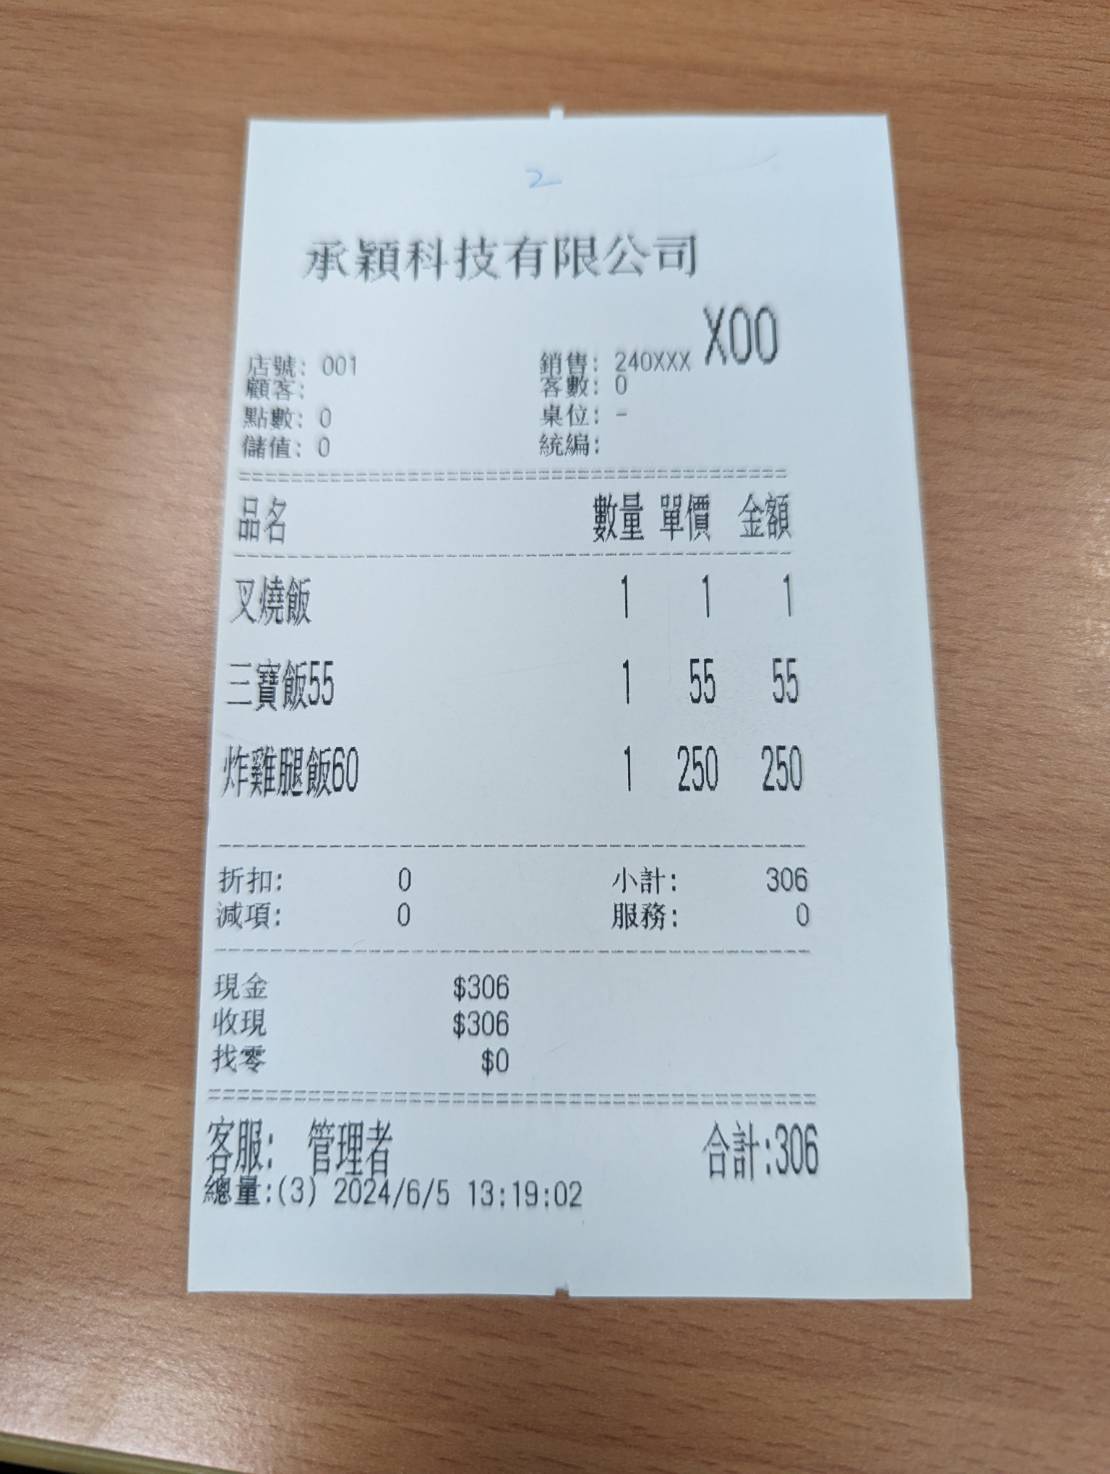 2
承穎科技有限公司
X00
店號: 001 銷售: 240XXX
顧客: 客數: 0
點數: 0 桌位: -
儲值: 0 統編:
==============================================
品名 數量 單價 金額
----------------------------------------------
叉燒飯 1 1 1
三寶飯55 1 55 55
炸雞腿飯60 1 250 250
----------------------------------------------
折扣: 0 小計: 306
減項: 0 服務: 0
----------------------------------------------
現金 $306
收現 $306
找零 $0
==============================================
客服: 管理者 合計:306
總量:(3) 2024/6/5 13:19:02